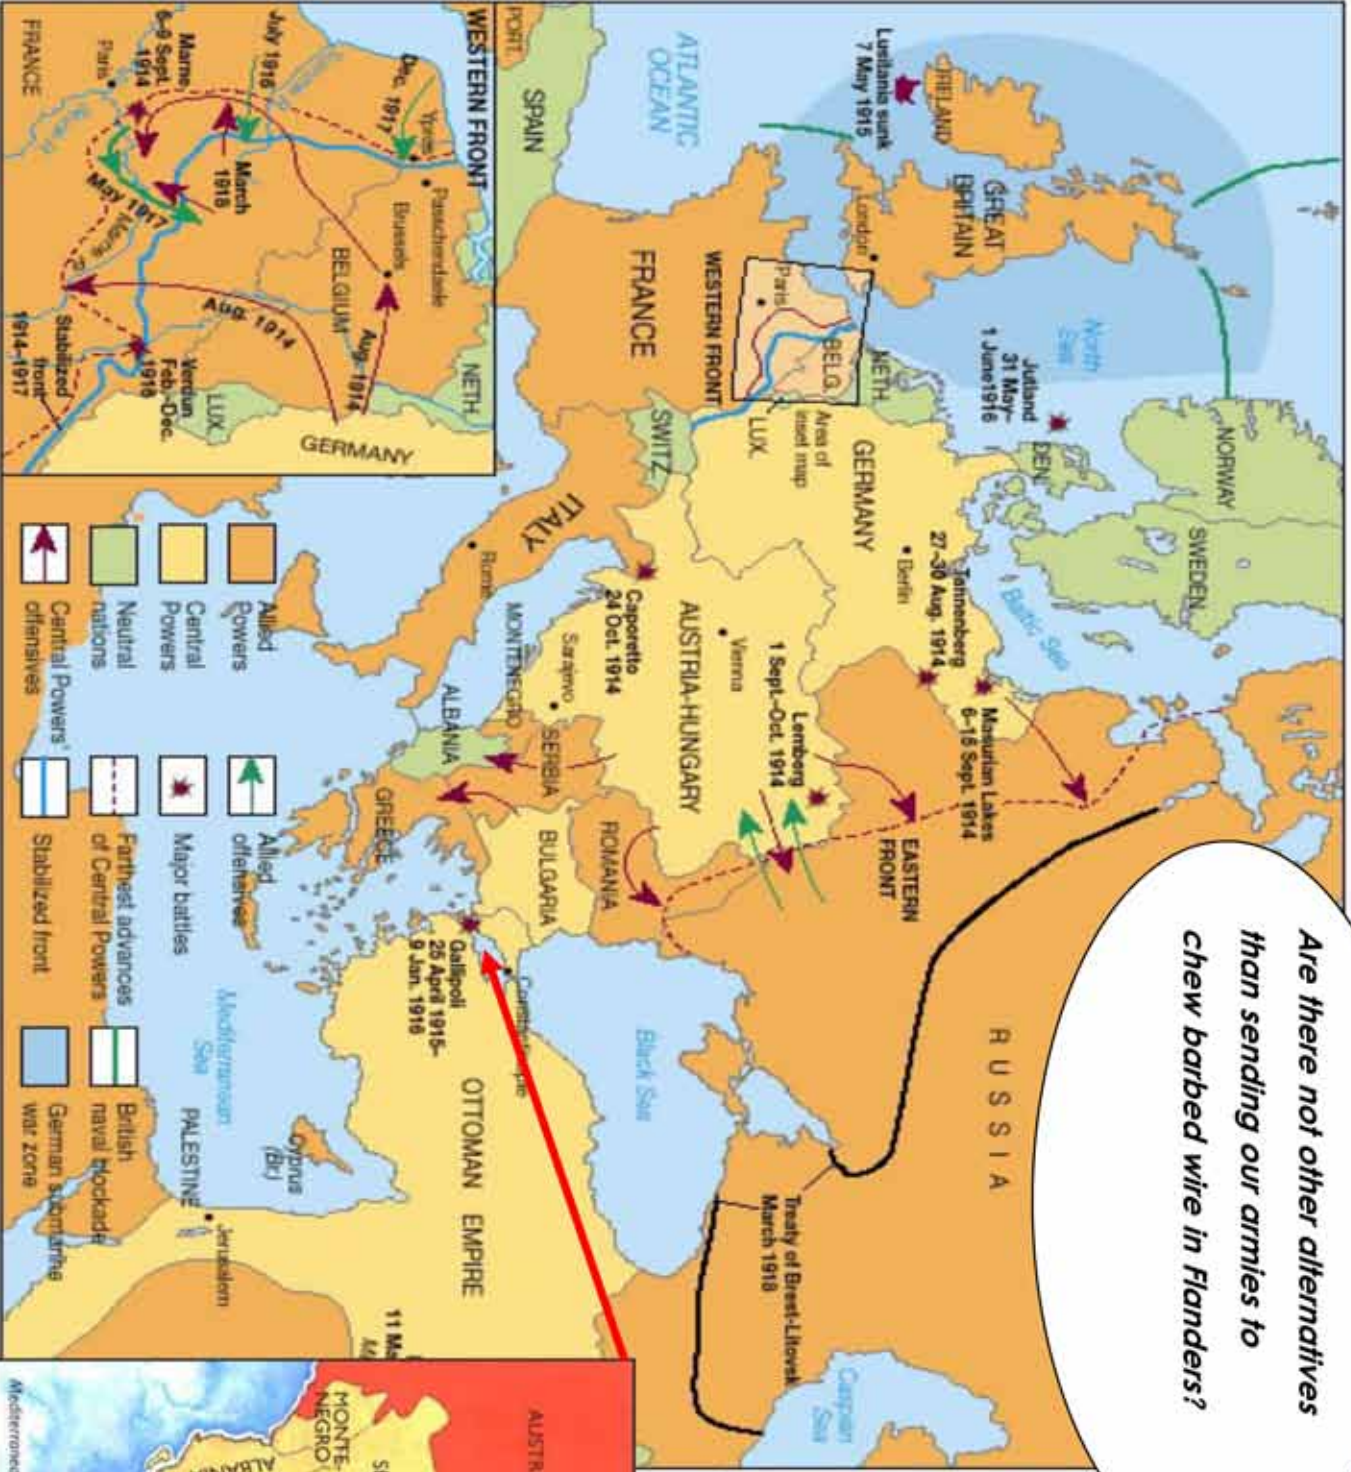 Are there not other alternatives
than sending our armies to
chew barbed wire in Flanders?
ATLANTIC
OCEAN
Lusitania sunk
7 May 1915
IRELAND
GREAT
BRITAIN
London
North
Sea
Jutland
31 May–
1 June1916
NORWAY
SWEDEN
DEN.
Baltic Sea
NETH.
BELG.
LUX.
Area of
inset map
Paris
WESTERN FRONT
FRANCE
SPAIN
PORT.
SWITZ.
GERMANY
Berlin
Tannenberg
27–30 Aug. 1914
Masurian Lakes
6–15 Sept. 1914
Lemberg
1 Sept.–Oct. 1914
EASTERN
FRONT
RUSSIA
Vienna
AUSTRIA-HUNGARY
Caporetto
24 Oct. 1914
ITALY
Rome
Sarajevo
MONTENEGRO
SERBIA
ALBANIA
ROMANIA
BULGARIA
GREECE
Constantinople
Gallipoli
25 April 1915–
9 Jan. 1916
Black Sea
OTTOMAN EMPIRE
Treaty of Brest-Litovsk
March 1918
Caspian
Sea
Mediterranean
Sea
Cyprus
(Br.)
PALESTINE
Jerusalem
11 Ma
WESTERN FRONT
Dec. 1917
Ypres
Passchendaele
Brussels
NETH.
July 1918
March
1918
BELGIUM
Aug. 1914
Aug. 1914
Marne
6–9 Sept.
1914
Paris
May 1917
Marne R.
Verdun
Feb.–Dec.
1916
LUX.
GERMANY
Stabilized
front
1914–1917
FRANCE
Allied
Powers
Central
Powers
Neutral
nations
Central Powers'
offensives
Allied
offensives
Major battles
Farthest advances
of Central Powers
Stabilized front
British
naval blockade
German submarine
war zone
AUSTR
MONTE-
NEGRO
ALBANIA
Mediterranea